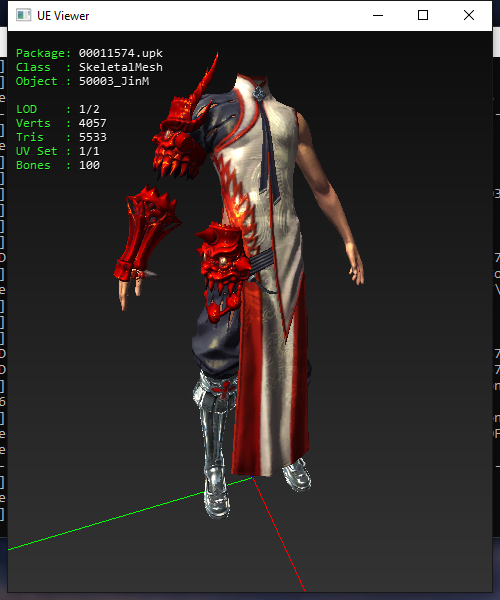 UE Viewer
Package: 00011574.upk
Class : SkeletalMesh
Object : 50003_JinM
LOD : 1/2
Verts : 4057
Tris : 5533
UV Set : 1/1
Bones : 100